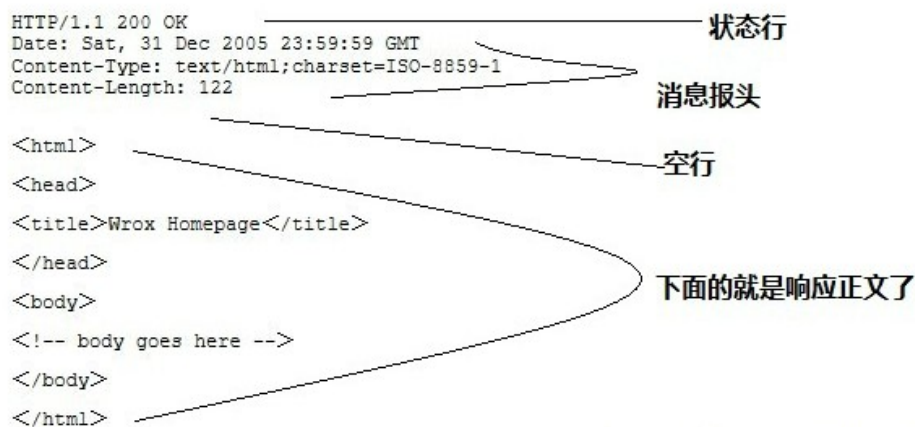 HTTP/1.1 200 OK
状态行
Date: Sat, 31 Dec 2005 23:59:59 GMT
Content-Type: text/html;charset=ISO-8859-1
Content-Length: 122
消息报头
空行
<html>
<head>
<title>Wrox Homepage</title>
</head>
<body>
下面的就是响应正文了
<!-- body goes here -->
</body>
</html>